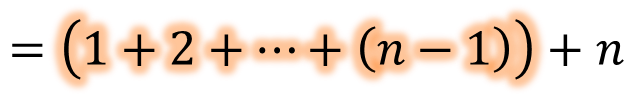 = (1 + 2 + ⋯ + (n − 1)) + n